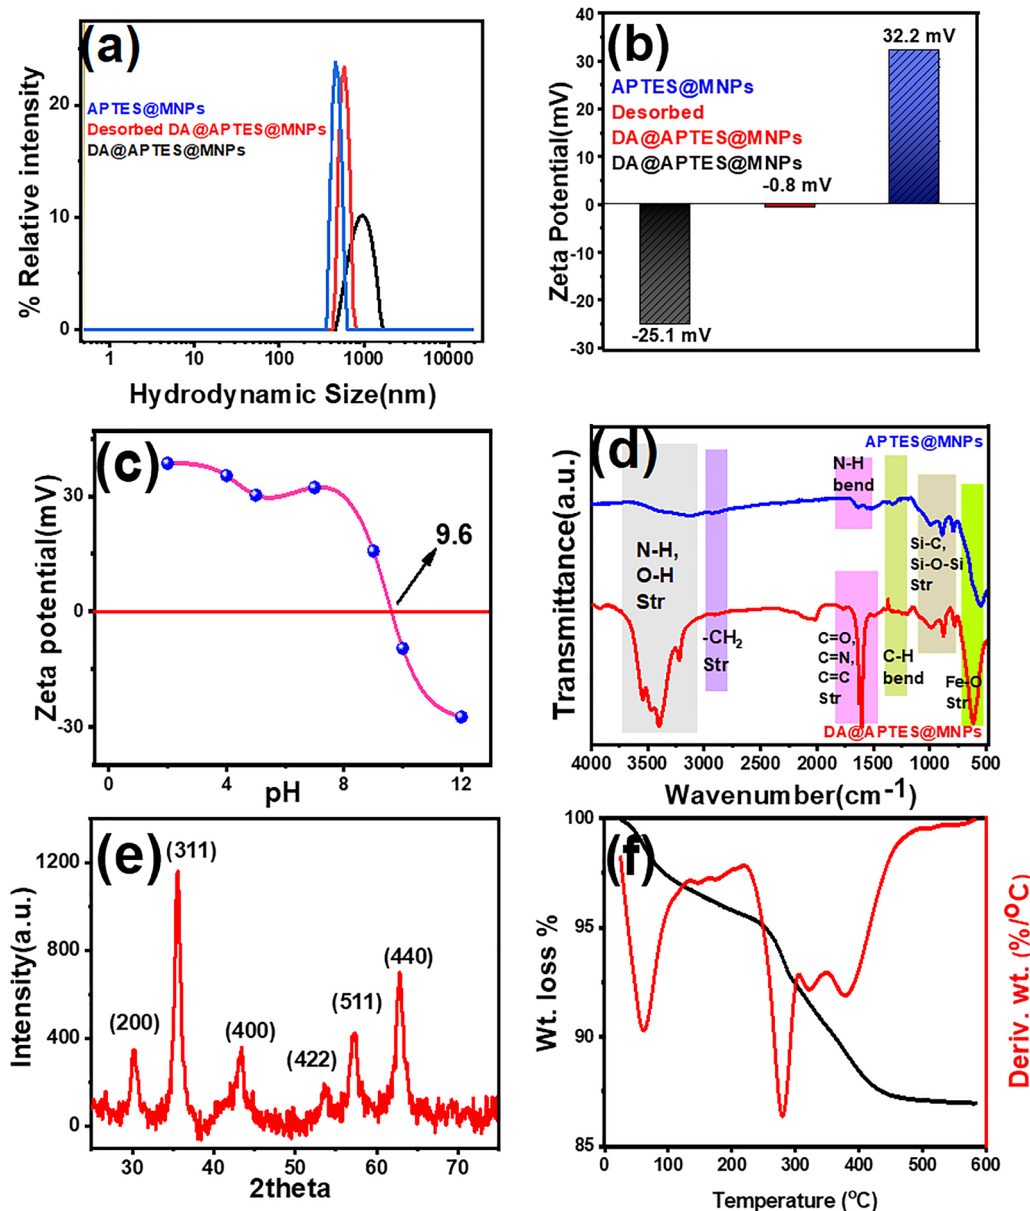 (a)
APTES@MNPs
Desorbed DA@APTES@MNPs
DA@APTES@MNPs
% Relative intensity
20
10
0
1
10
100
1000
10000
Hydrodynamic Size(nm)
(b)
32.2 mV
APTES@MNPs
Desorbed
DA@APTES@MNPs
DA@APTES@MNPs
-0.8 mV
-25.1 mV
Zeta Potential(mV)
40
30
20
10
0
-10
-20
-30
(c)
9.6
Zeta potential(mV)
30
0
-30
0
4
8
12
pH
(d)
APTES@MNPs
N-H
bend
N-H,
O-H
Str
Si-C,
Si-O-Si
Str
-CH2
Str
C=O,
C=N,
C=C
Str
C-H
bend
Fe-O
Str
DA@APTES@MNPs
Transmittance(a.u.)
4000
3500
3000
2500
2000
1500
1000
500
Wavenumber(cm-1)
(e)
(311)
(440)
(511)
(200)
(400)
(422)
Intensity(a.u.)
1200
800
400
0
30
40
50
60
70
2theta
(f)
Wt. loss %
100
95
90
85
Deriv. wt. (%/oC)
0
100
200
300
400
500
600
Temperature (oC)